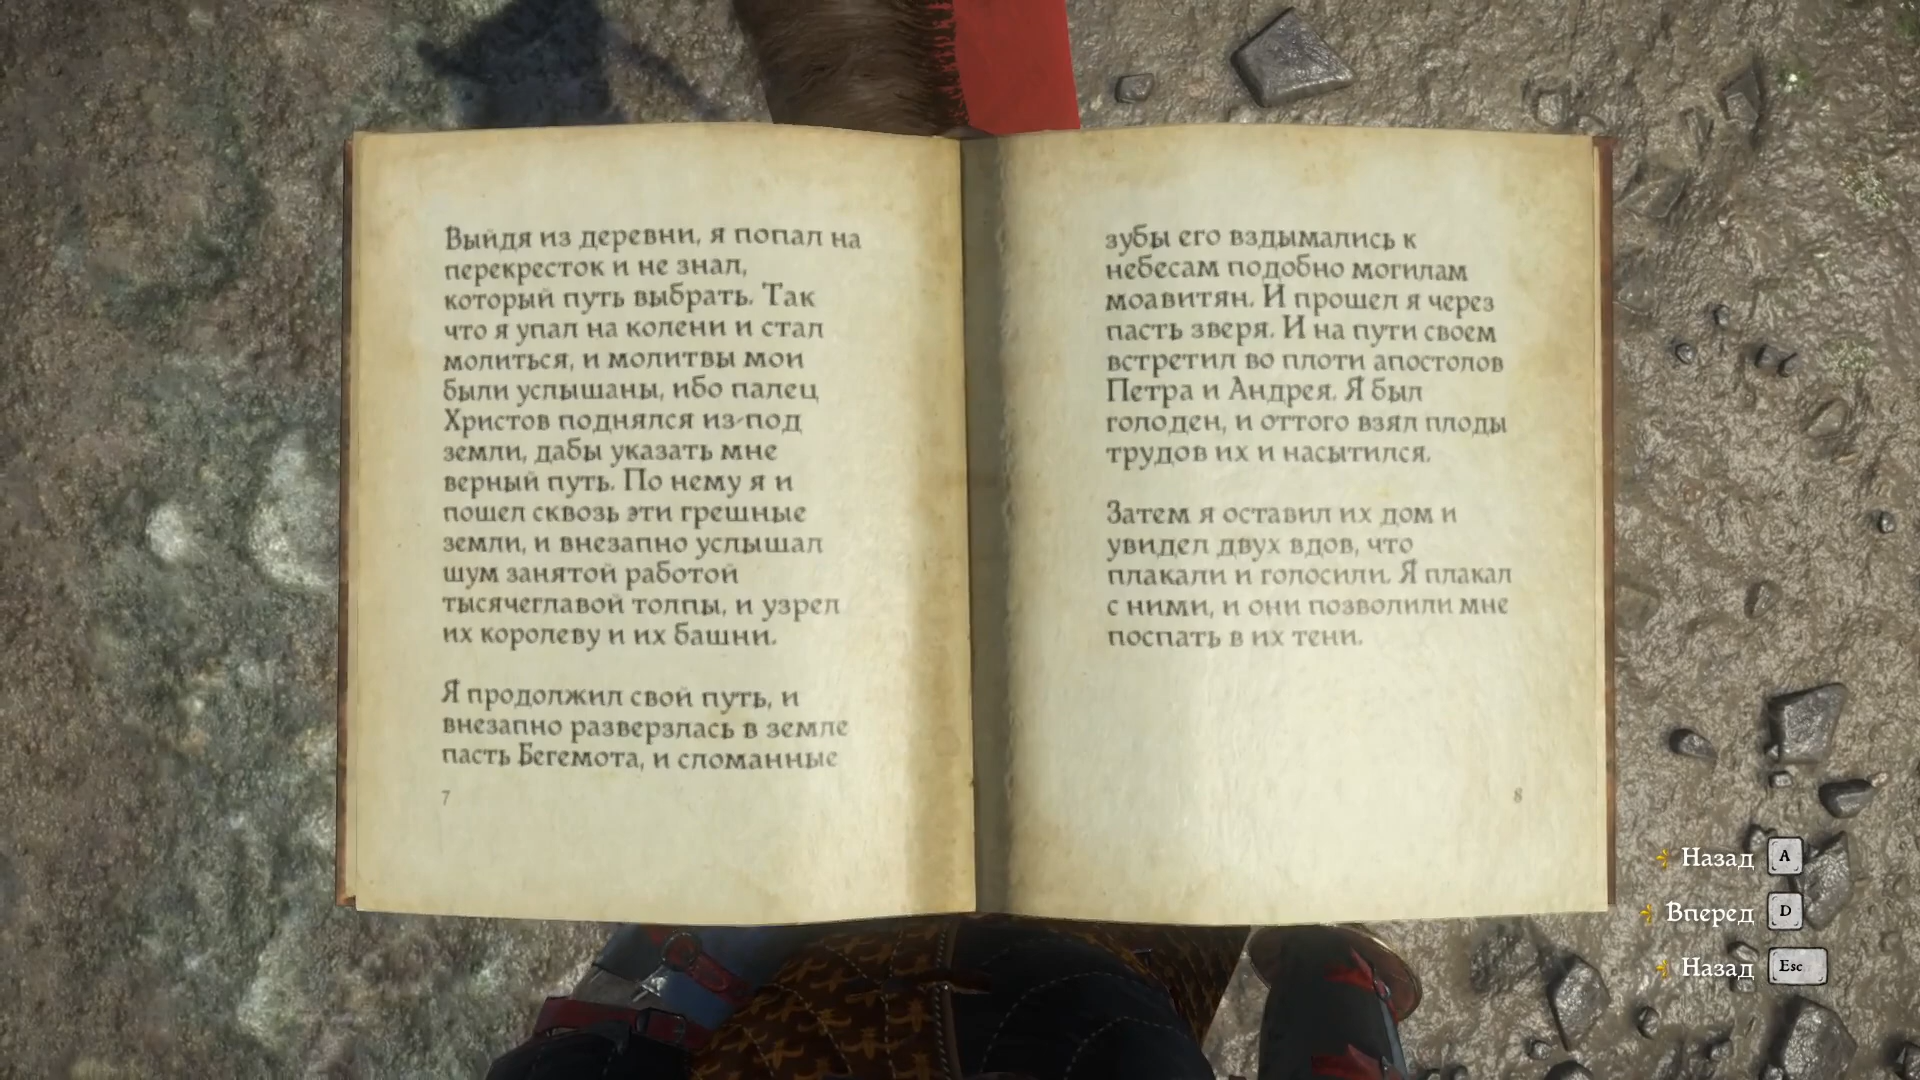 Выйдя из деревни, я попал на
перекресток и не знал,
который путь выбрать. Так
что я упал на колени и стал
молиться, и молитвы мои
были услышаны, ибо палец
Христов поднялся из-под
земли, дабы указать мне
верный путь. По нему я и
пошел сквозь эти грешные
земли, и внезапно услышал
шум занятой работой
тысячеглавой толпы, и узрел
их королеву и их башни.
Я продолжил свой путь, и
внезапно разверзлась в земле
пасть Бегемота, и сломанные
7
зубы его вздымались к
небесам подобно могилам
моавитян. И прошел я через
пасть зверя. И на пути своем
встретил во плоти апостолов
Петра и Андрея. Я был
голоден, и оттого взял плоды
трудов их и насытился.
Затем я оставил их дом и
увидел двух вдов, что
плакали и голосили. Я плакал
с ними, и они позволили мне
поспать в их тени.
8
Назад A
Вперед D
Назад Esc